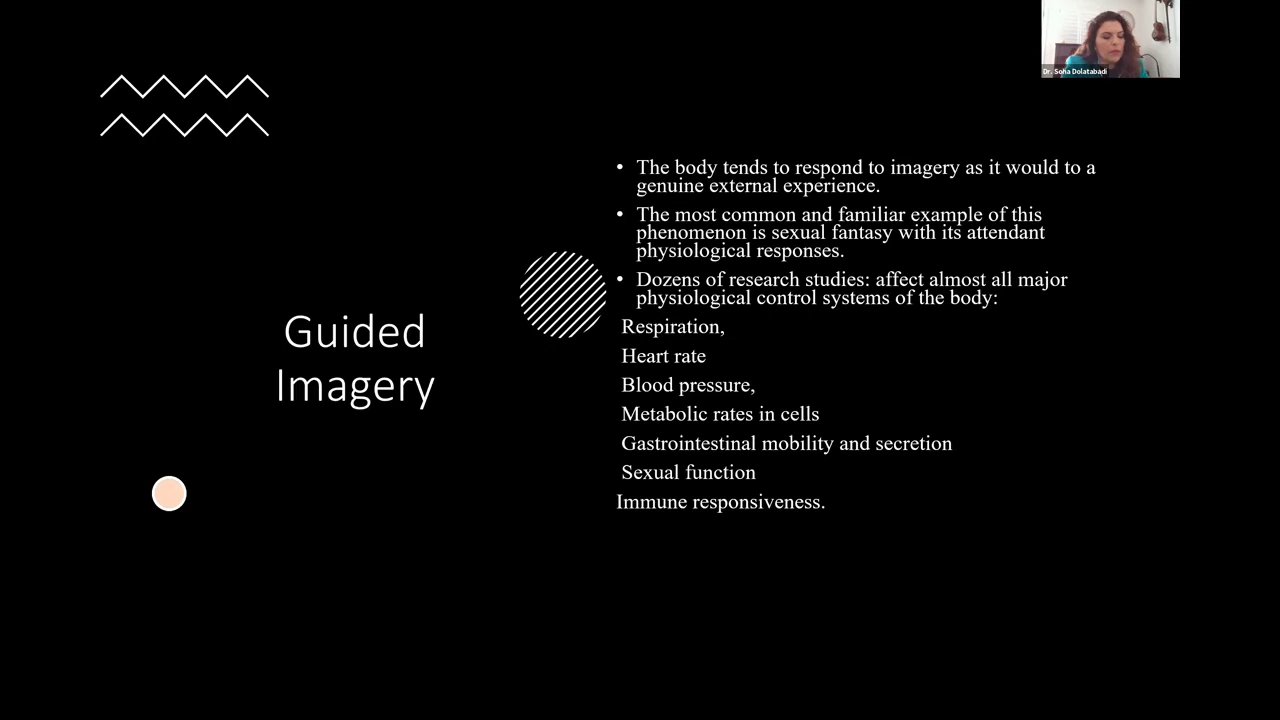 Dr. Soha Dolatabadi
Guided
Imagery
• The body tends to respond to imagery as it would to a
genuine external experience.
• The most common and familiar example of this
phenomenon is sexual fantasy with its attendant
physiological responses.
• Dozens of research studies: affect almost all major
physiological control systems of the body:
Respiration,
Heart rate
Blood pressure,
Metabolic rates in cells
Gastrointestinal mobility and secretion
Sexual function
Immune responsiveness.